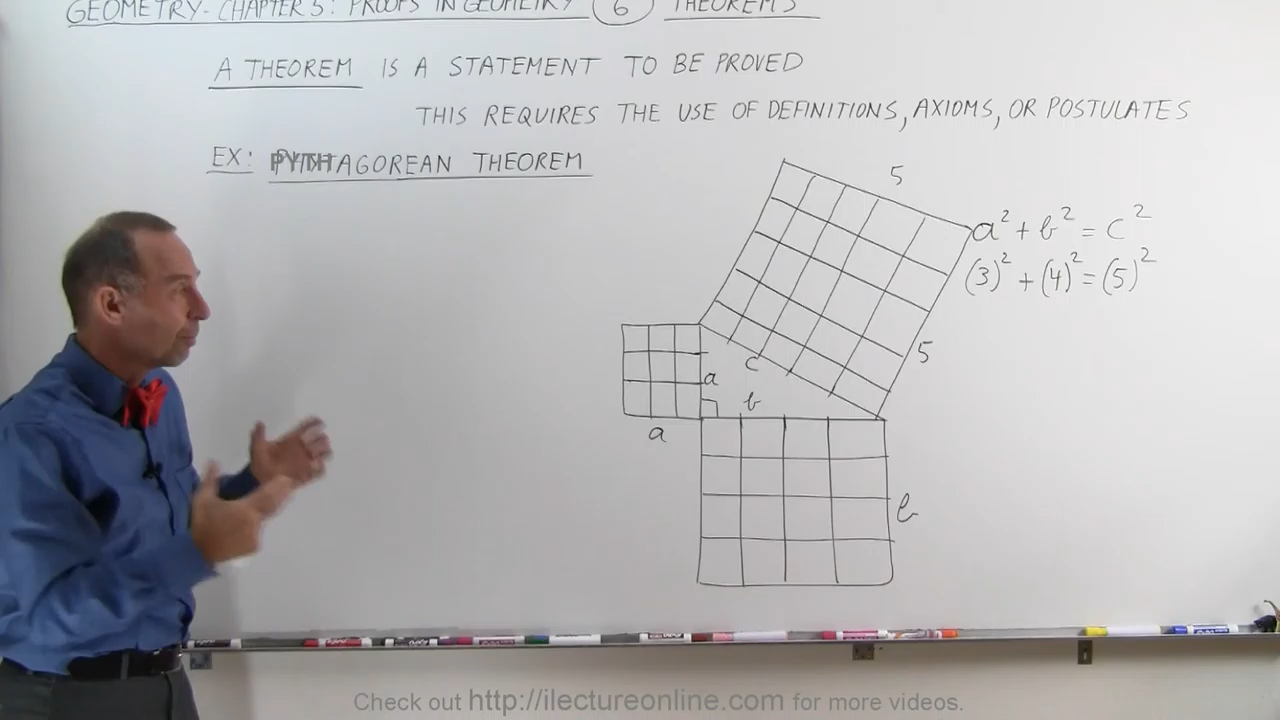 GEOMETRY- CHAPTER 5: PROOFS IN GEOMETRY 6 THEOREMS
A THEOREM IS A STATEMENT TO BE PROVED
THIS REQUIRES THE USE OF DEFINITIONS, AXIOMS, OR POSTULATES
EX: PYTHAGOREAN THEOREM
5
a² + b² = c²
(3)² + (4)² = (5)²
5
c
a
b
a
b
Check out http://ilectureonline.com for more videos.